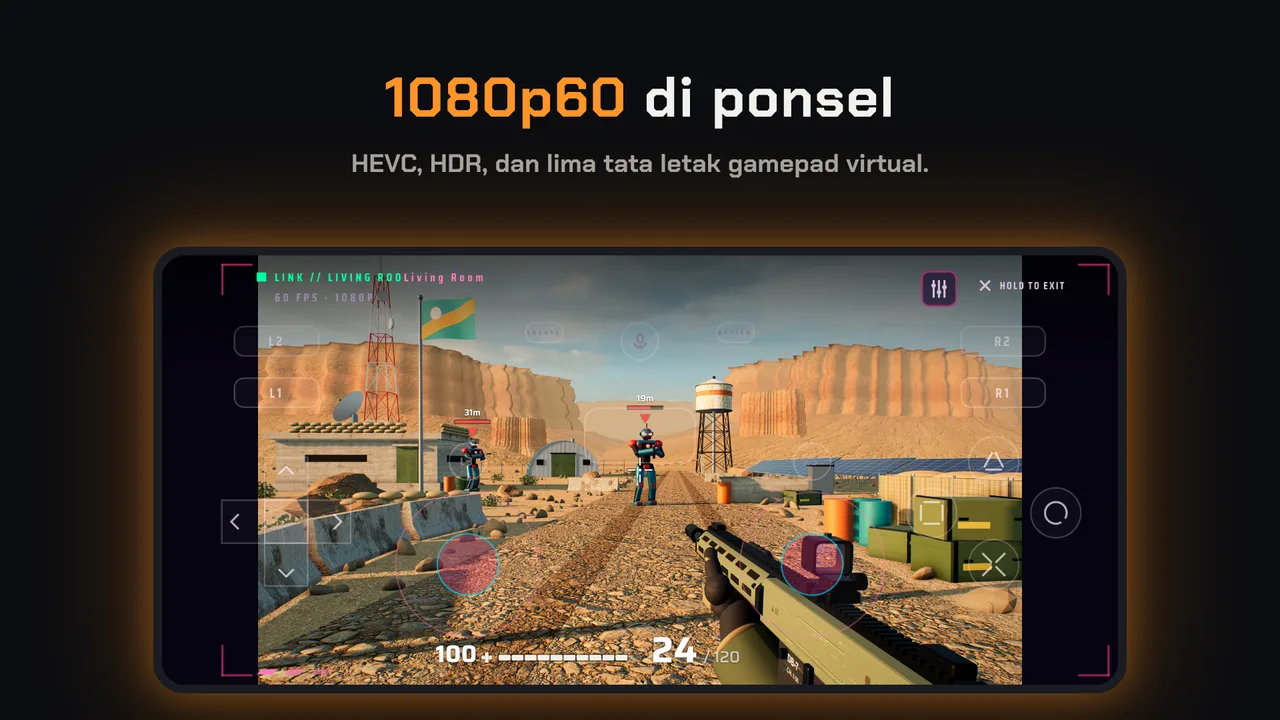 1080p60 di ponsel
HEVC, HDR, dan lima tata letak gamepad virtual.
LINK // LIVING ROOLiving Room
60 FPS · 1080P
HOLD TO EXIT
L2
R2
L1
R1
19m
31m
100 +
24 / 120